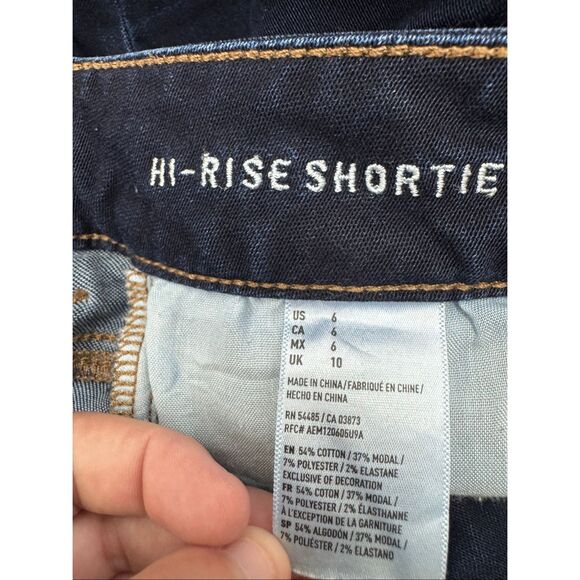 HI-RISE SHORTIE
US 6
CA 6
MX 6
UK 10
MADE IN CHINA/FABRIQUÉ EN CHINE/
HECHO EN CHINA
RN 54485/ CA 03873
RFC# AEM120605U9A
EN 54% COTTON/ 37% MODAL/
7% POLYESTER/ 2% ELASTANE
EXCLUSIVE OF DECORATION
FR 54% COTON/ 37% MODAL/
7% POLYESTER/ 2% ÉLASTHANNE
À L'EXCEPTION DE LA GARNITURE
SP 54% ALGODÓN/ 37% MODAL/
7% POLIÉSTER/ 2% ELASTANO